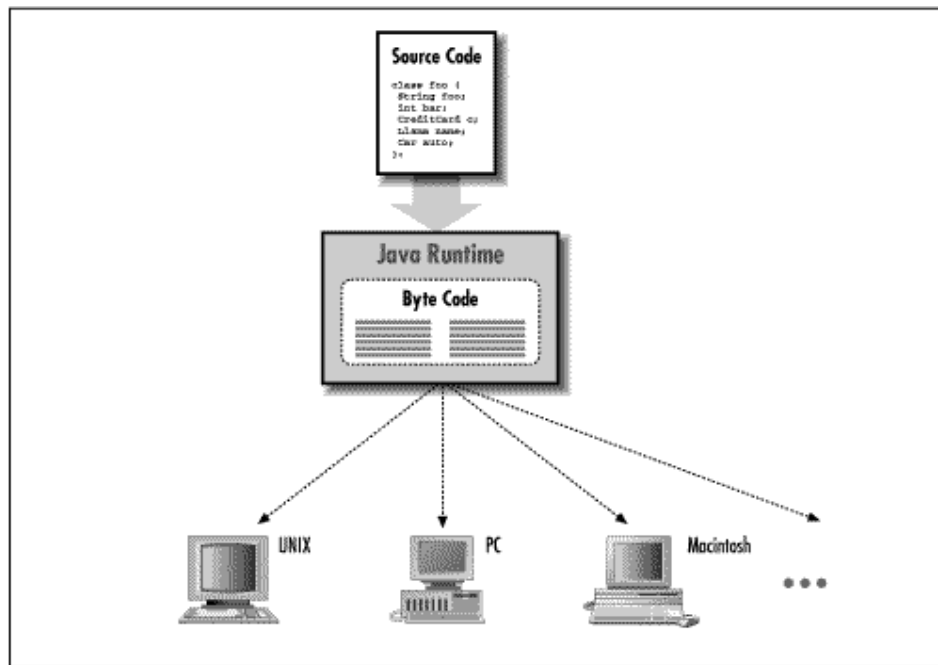 Source Code
class foo {
String foo;
int bar;
CreditCard c;
Llama name;
Car auto;
};
Java Runtime
Byte Code
UNIX
PC
Macintosh
...